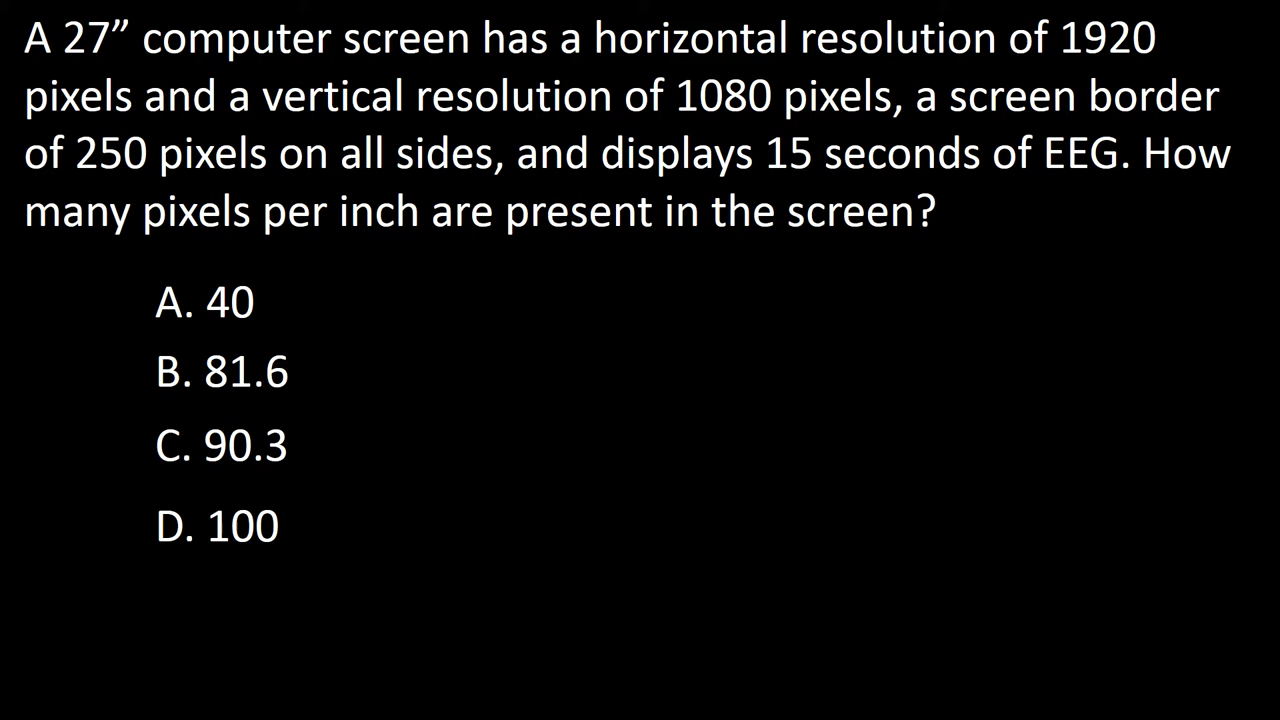 A 27” computer screen has a horizontal resolution of 1920
pixels and a vertical resolution of 1080 pixels, a screen border
of 250 pixels on all sides, and displays 15 seconds of EEG. How
many pixels per inch are present in the screen?
A. 40
B. 81.6
C. 90.3
D. 100